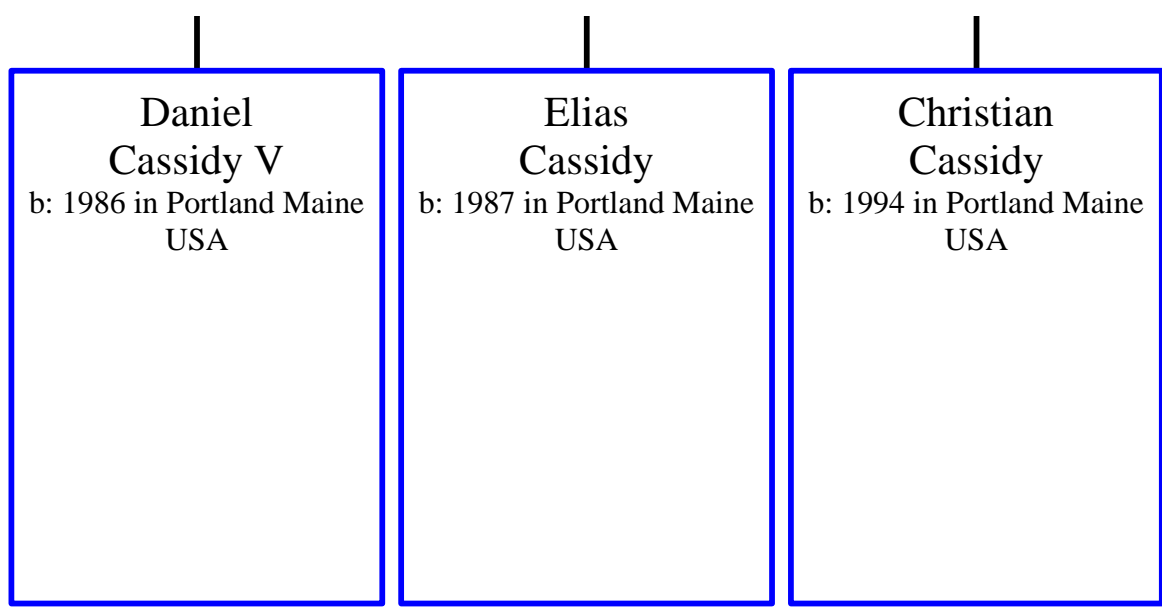 Daniel
Cassidy V
b: 1986 in Portland Maine
USA
Elias
Cassidy
b: 1987 in Portland Maine
USA
Christian
Cassidy
b: 1994 in Portland Maine
USA